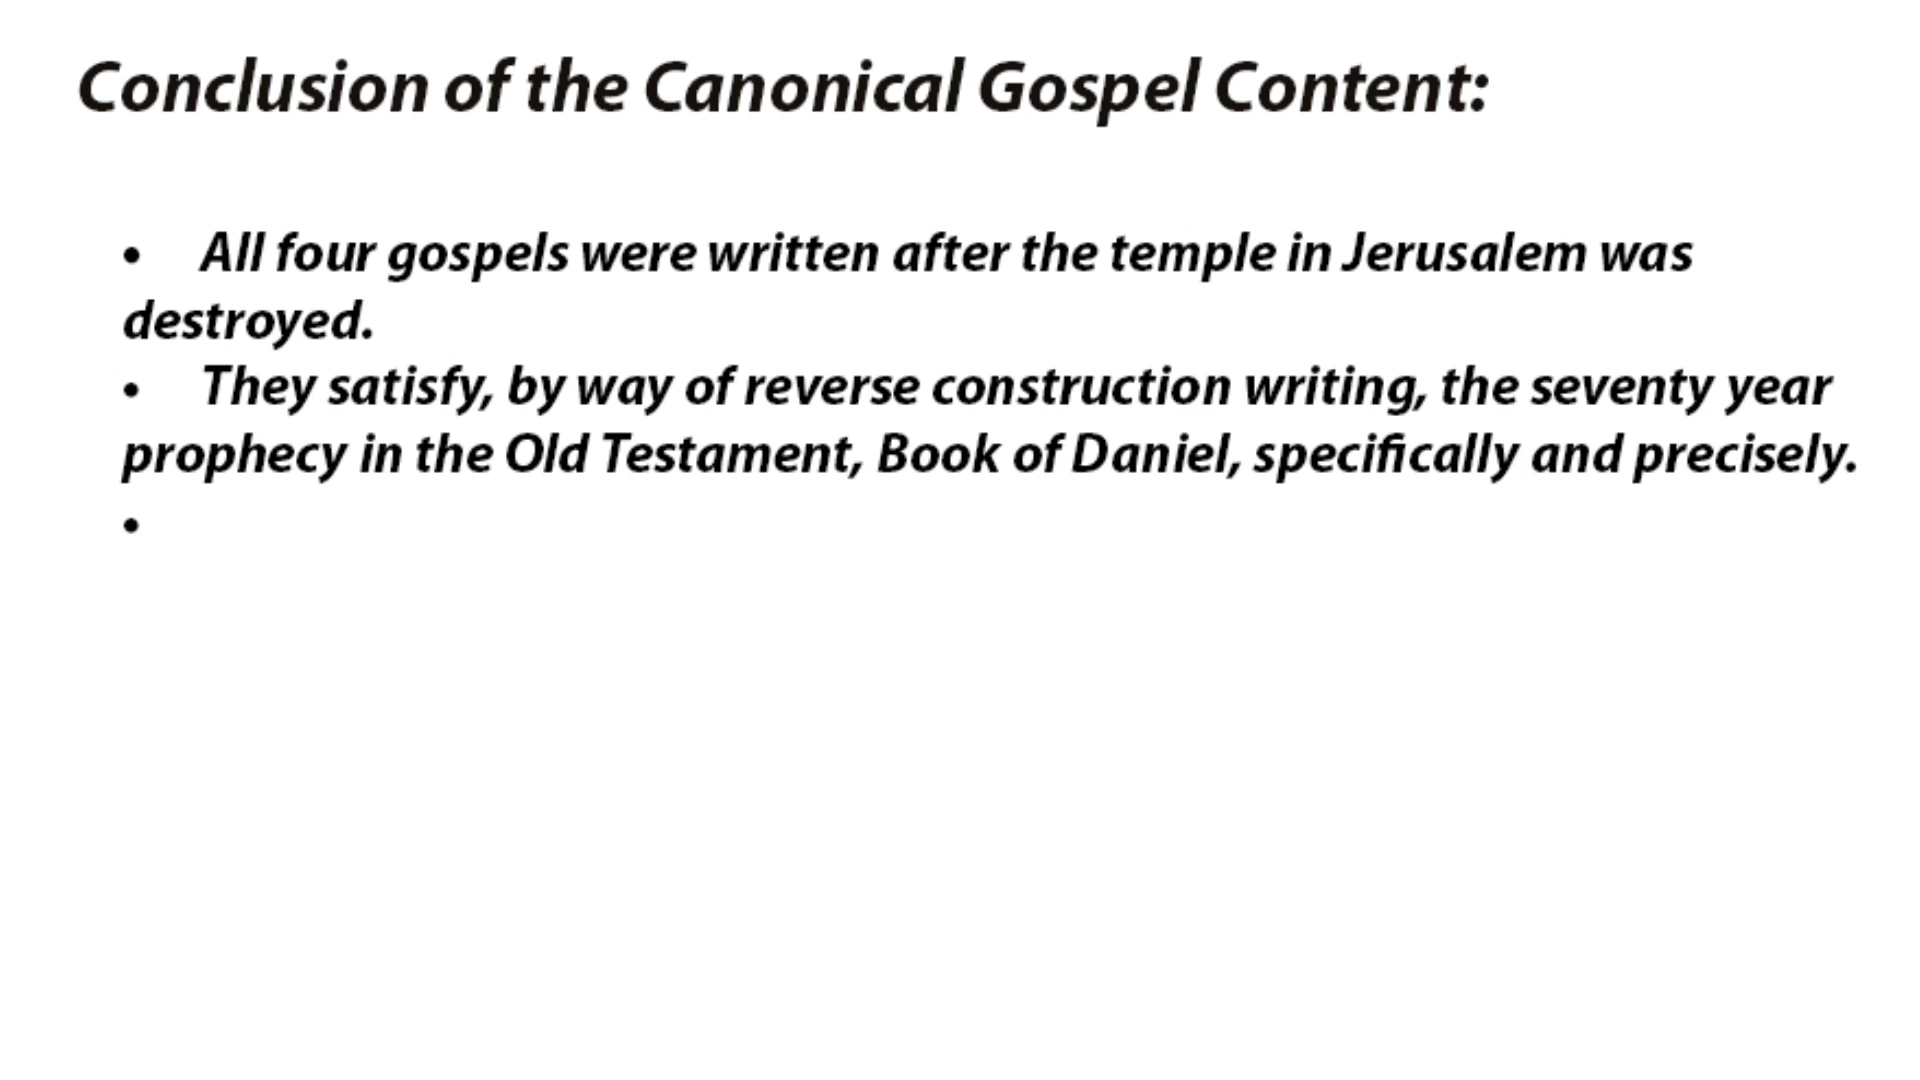 Conclusion of the Canonical Gospel Content:
• All four gospels were written after the temple in Jerusalem was
destroyed.
• They satisfy, by way of reverse construction writing, the seventy year
prophecy in the Old Testament, Book of Daniel, specifically and precisely.
•